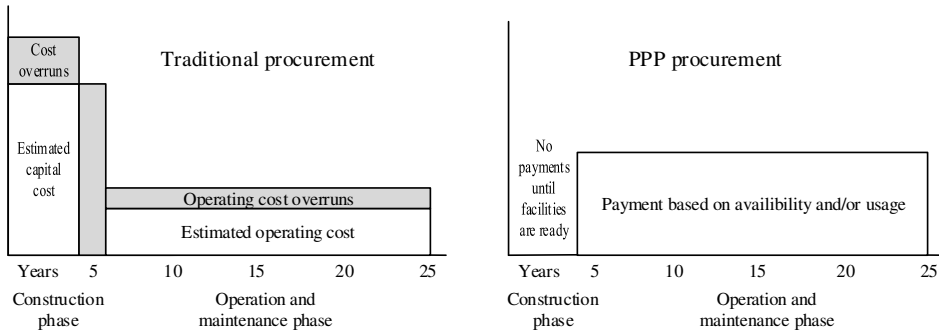 Cost
overruns
Traditional procurement
Estimated
capital
cost
Operating cost overruns
Estimated operating cost
Years 5 10 15 20 25
Construction
phase
Operation and
maintenance phase
PPP procurement
No
payments
until
facilities
are ready
Payment based on availibility and/or usage
Years 5 10 15 20 25
Construction
phase
Operation and
maintenance phase